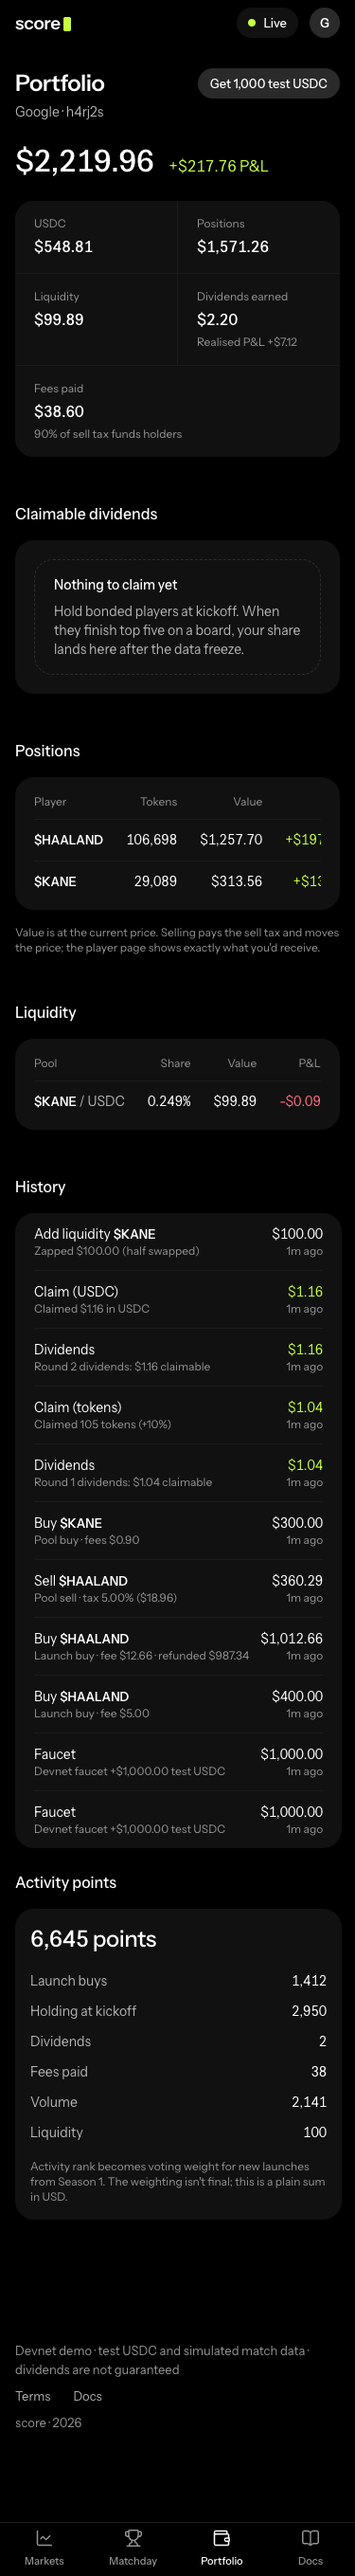 score
Live
G
Portfolio
Get 1,000 test USDC
Google · h4rj2s
$2,219.96 +$217.76 P&L
USDC Positions
$548.81 $1,571.26
Liquidity Dividends earned
$99.89 $2.20
Realised P&L +$7.12
Fees paid
$38.60
90% of sell tax funds holders
Claimable dividends
Nothing to claim yet
Hold bonded players at kickoff. When
they finish top five on a board, your share
lands here after the data freeze.
Positions
Player Tokens Value
$HAALAND 106,698 $1,257.70 +$197
$KANE 29,089 $313.56 +$13
Value is at the current price. Selling pays the sell tax and moves
the price; the player page shows exactly what you'd receive.
Liquidity
Pool Share Value P&L
$KANE / USDC 0.249% $99.89 -$0.09
History
Add liquidity $KANE $100.00
Zapped $100.00 (half swapped) 1m ago
Claim (USDC) $1.16
Claimed $1.16 in USDC 1m ago
Dividends $1.16
Round 2 dividends: $1.16 claimable 1m ago
Claim (tokens) $1.04
Claimed 105 tokens (+10%) 1m ago
Dividends $1.04
Round 1 dividends: $1.04 claimable 1m ago
Buy $KANE $300.00
Pool buy · fees $0.90 1m ago
Sell $HAALAND $360.29
Pool sell · tax 5.00% ($18.96) 1m ago
Buy $HAALAND $1,012.66
Launch buy · fee $12.66 · refunded $987.34 1m ago
Buy $HAALAND $400.00
Launch buy · fee $5.00 1m ago
Faucet $1,000.00
Devnet faucet +$1,000.00 test USDC 1m ago
Faucet $1,000.00
Devnet faucet +$1,000.00 test USDC 1m ago
Activity points
6,645 points
Launch buys 1,412
Holding at kickoff 2,950
Dividends 2
Fees paid 38
Volume 2,141
Liquidity 100
Activity rank becomes voting weight for new launches
from Season 1. The weighting isn't final; this is a plain sum
in USD.
Devnet demo · test USDC and simulated match data ·
dividends are not guaranteed
Terms Docs
score · 2026
Markets Matchday Portfolio Docs